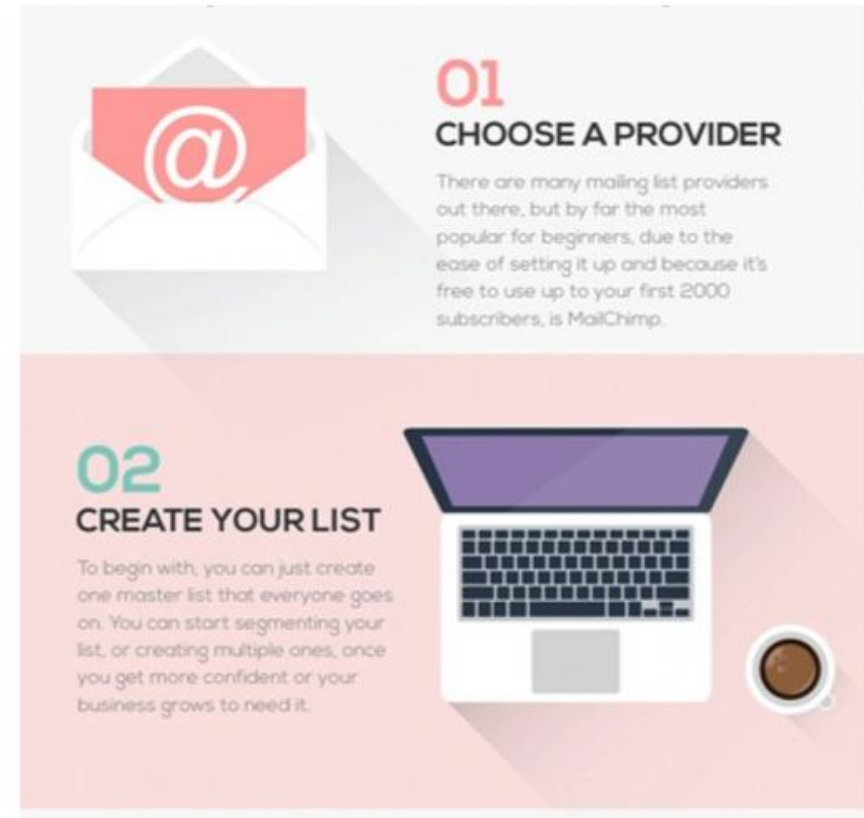 @
01
CHOOSE A PROVIDER
There are many mailing list providers
out there, but by far the most
popular for beginners, due to the
ease of setting it up and because it's
free to use up to your first 2000
subscribers, is MailChimp.
02
CREATE YOUR LIST
To begin with, you can just create
one master list that everyone goes
on. You can start segmenting your
list, or creating multiple ones, once
you get more confident or your
business grows to need it.